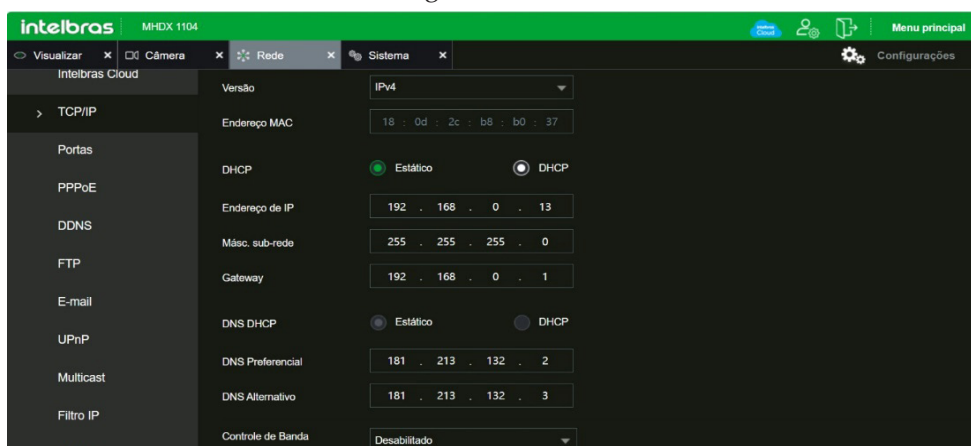 intelbras MHDX 1104 intelbras Cloud Menu principal
Visualizar x Câmera x Rede x Sistema x Configurações
Intelbras Cloud
Versão IPv4
> TCP/IP
Endereço MAC 18 : 0d : 2c : b8 : b0 : 37
Portas
DHCP Estático DHCP
PPPoE
Endereço de IP 192 . 168 . 0 . 13
DDNS
Másc. sub-rede 255 . 255 . 255 . 0
FTP
Gateway 192 . 168 . 0 . 1
E-mail
DNS DHCP Estático DHCP
UPnP
DNS Preferencial 181 . 213 . 132 . 2
Multicast
DNS Alternativo 181 . 213 . 132 . 3
Filtro IP
Controle de Banda Desabilitado